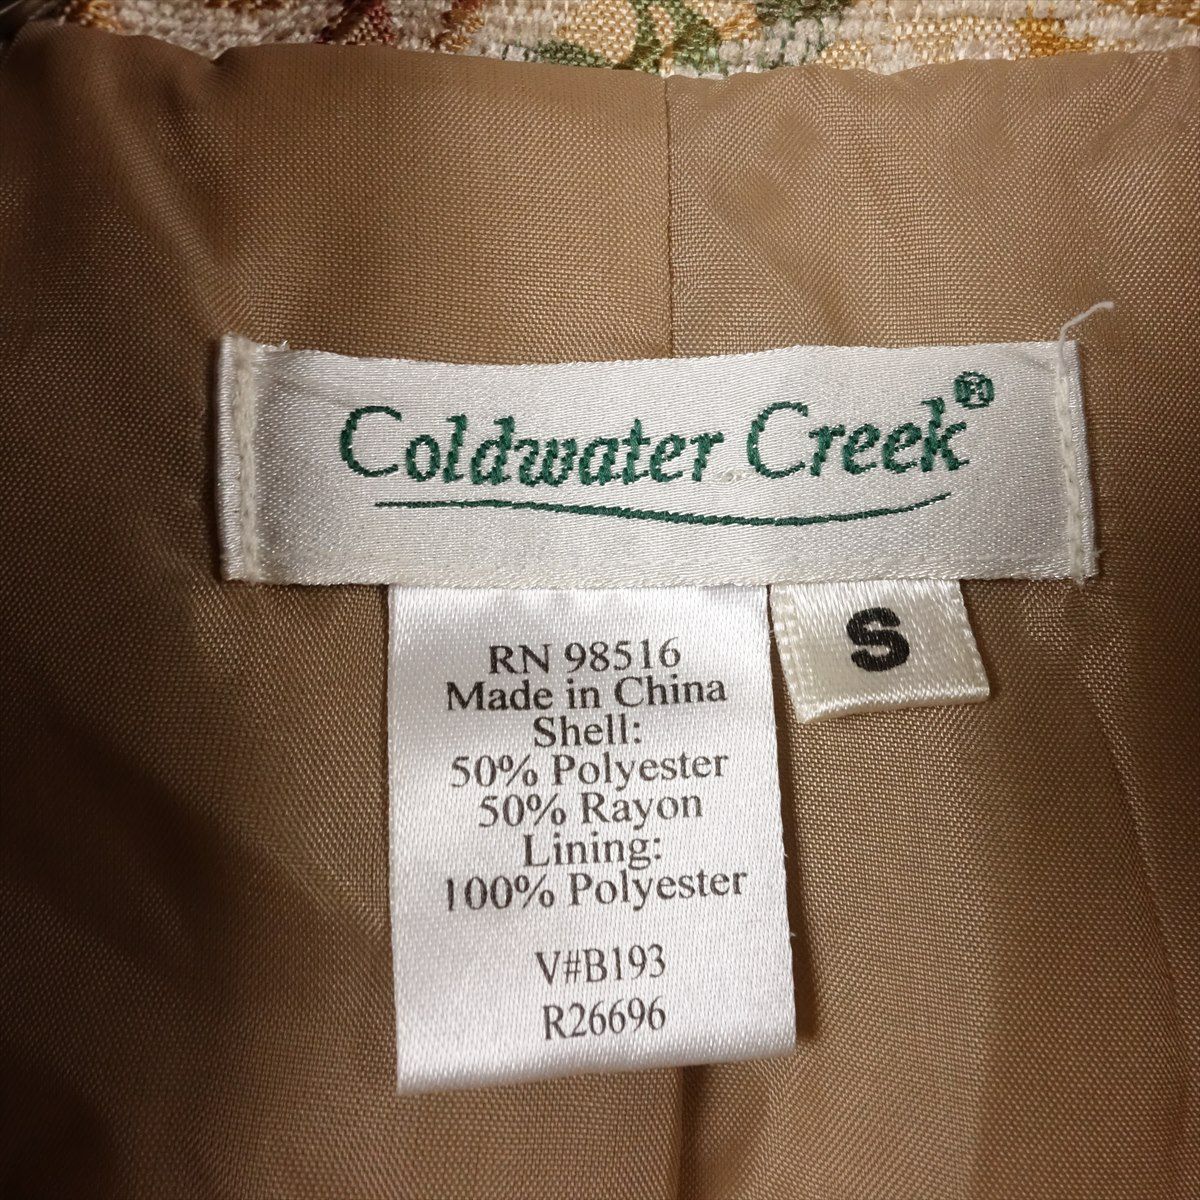 Coldwater Creek®
S
RN 98516
Made in China
Shell:
50% Polyester
50% Rayon
Lining:
100% Polyester
V#B193
R26696